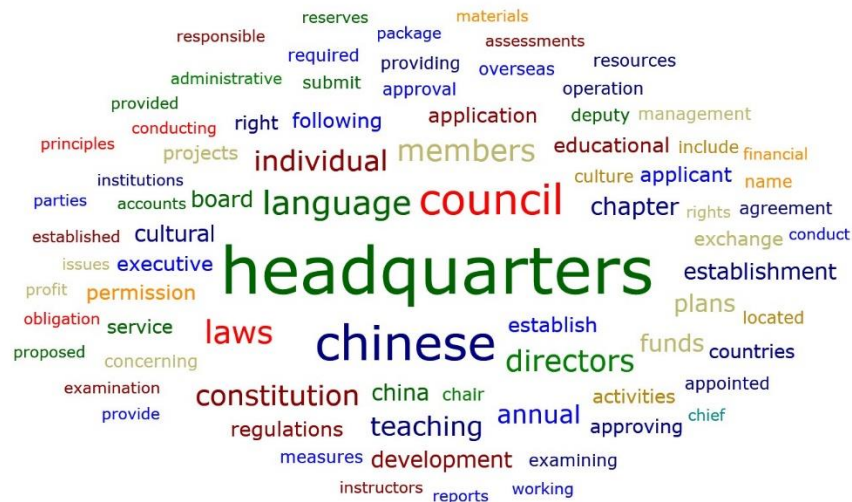 materials
reserves
responsible package assessments
required providing overseas resources
administrative submit approval operation
provided application deputy management
principles conducting right following
projects individual members educational include financial
institutions culture applicant name
parties accounts board language council chapter rights agreement
established cultural exchange conduct
issues executive headquarters establishment
profit permission plans
obligation service laws chinese establish funds located
proposed concerning directors countries
examination constitution china chair activities appointed
provide regulations teaching annual approving chief
measures development examining
instructors reports working